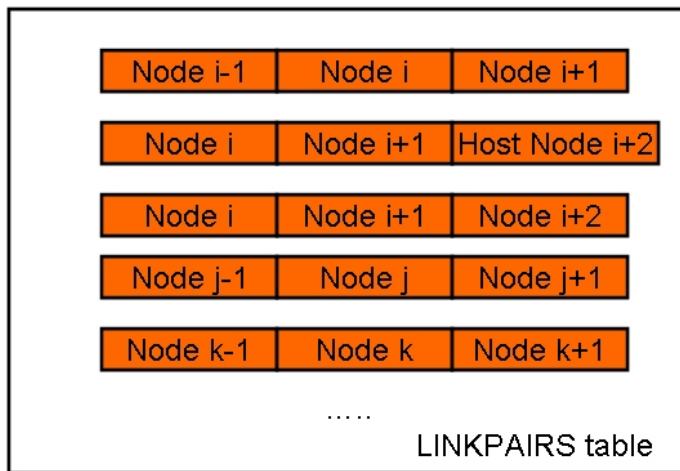 Node i-1 Node i Node i+1
Node i Node i+1 Host Node i+2
Node i Node i+1 Node i+2
Node j-1 Node j Node j+1
Node k-1 Node k Node k+1
.....
LINKPAIRS table